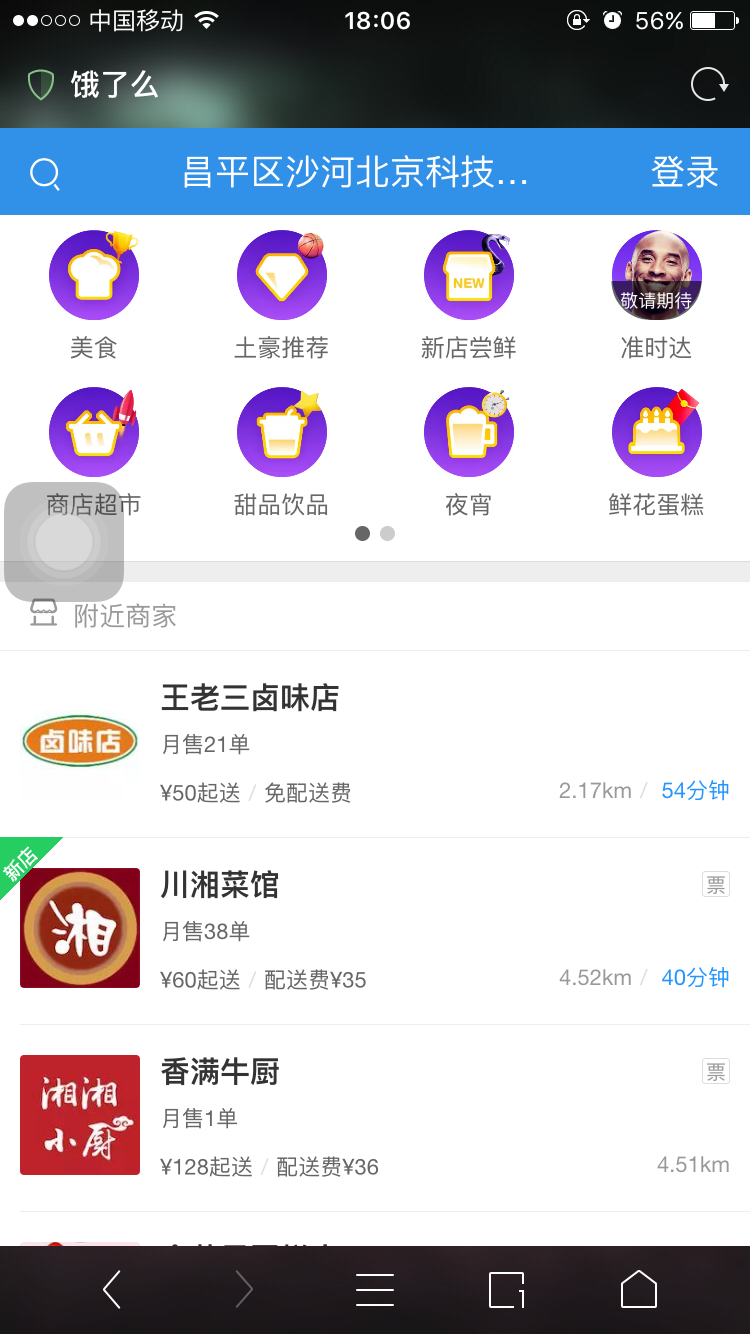 中国移动 18:06 56%
饿了么
昌平区沙河北京科技... 登录
NEW 敬请期待
美食 土豪推荐 新店尝鲜 准时达
商店超市 甜品饮品 夜宵 鲜花蛋糕
附近商家
王老三卤味店
卤味店
月售21单
¥50起送 / 免配送费 2.17km / 54分钟
新店
川湘菜馆 票
湘
月售38单
¥60起送 / 配送费¥35 4.52km / 40分钟
香满牛厨 票
湘湘
小厨
月售1单
¥128起送 / 配送费¥36 4.51km
1